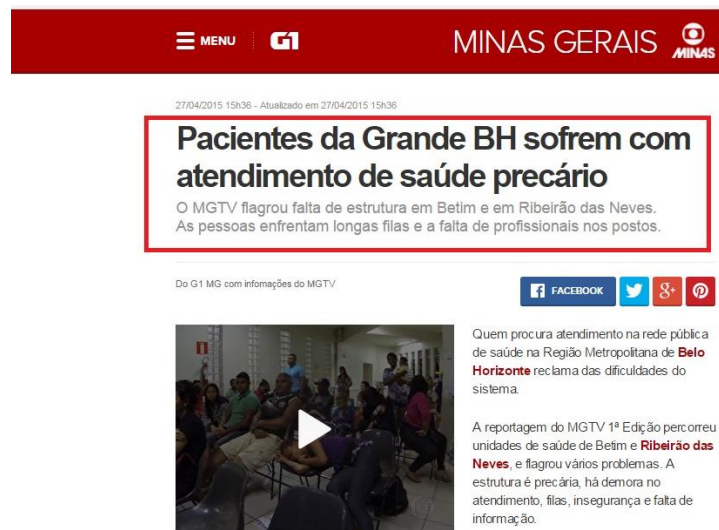 MENU G1 MINAS GERAIS MINAS
27/04/2015 15h36 - Atualizado em 27/04/2015 15h36
Pacientes da Grande BH sofrem com
atendimento de saúde precário
O MGTV flagrou falta de estrutura em Betim e em Ribeirão das Neves.
As pessoas enfrentam longas filas e a falta de profissionais nos postos.
Do G1 MG com infomações do MGTV
FACEBOOK
Quem procura atendimento na rede pública
de saúde na Região Metropolitana de Belo
Horizonte reclama das dificuldades do
sistema.
A reportagem do MGTV 1ª Edição percorreu
unidades de saúde de Betim e Ribeirão das
Neves, e flagrou vários problemas. A
estrutura é precária, há demora no
atendimento, filas, insegurança e falta de
informação.